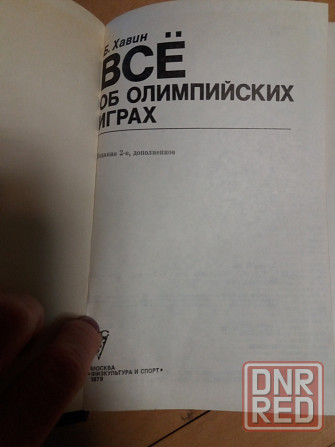 Б. Хавин
ВСЁ
ОБ ОЛИМПИЙСКИХ
ИГРАХ
Издание 2-е, дополненное
МОСКВА
«ФИЗКУЛЬТУРА И СПОРТ»
1979
DNR
RED